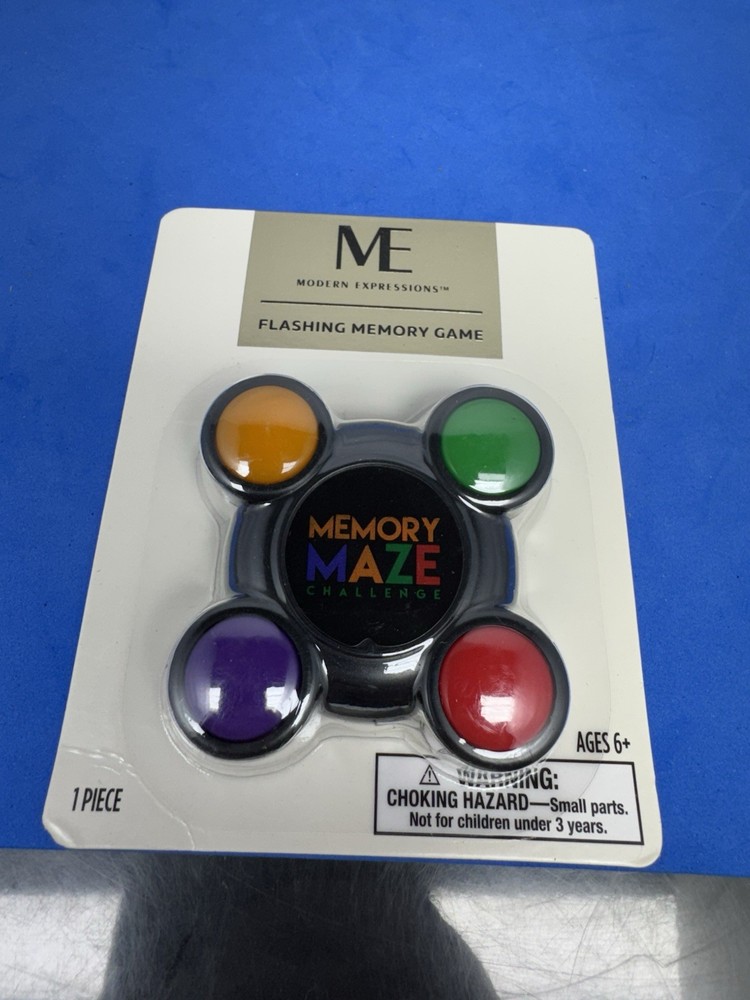 ME
MODERN EXPRESSIONS™
FLASHING MEMORY GAME
MEMORY
MAZE
CHALLENGE
AGES 6+
1 PIECE
⚠ WARNING:
CHOKING HAZARD—Small parts.
Not for children under 3 years.